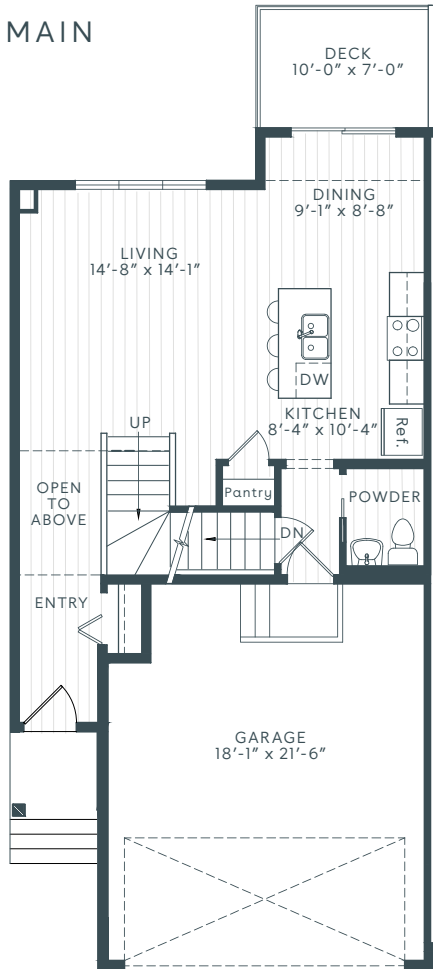 MAIN
DECK
10'-0" x 7'-0"
DINING
9'-1" x 8'-8"
LIVING
14'-8" x 14'-1"
DW
KITCHEN
8'-4" x 10'-4"
Ref.
UP
Pantry
POWDER
OPEN
TO
ABOVE
DN
ENTRY
GARAGE
18'-1" x 21'-6"